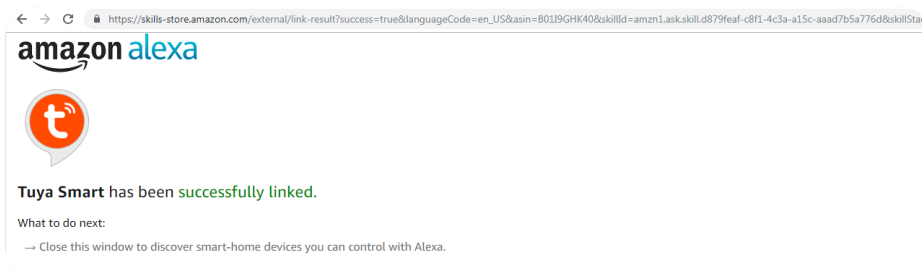 https://skills-store.amazon.com/external/link-result?success=true&languageCode=en_US&asin=B01I9GHK40&skillId=amzn1.ask.skill.d879feaf-c8f1-4c3a-a15c-aaad7b5a776d&skillStag
amazon alexa
t
Tuya Smart has been successfully linked.
What to do next:
→ Close this window to discover smart-home devices you can control with Alexa.